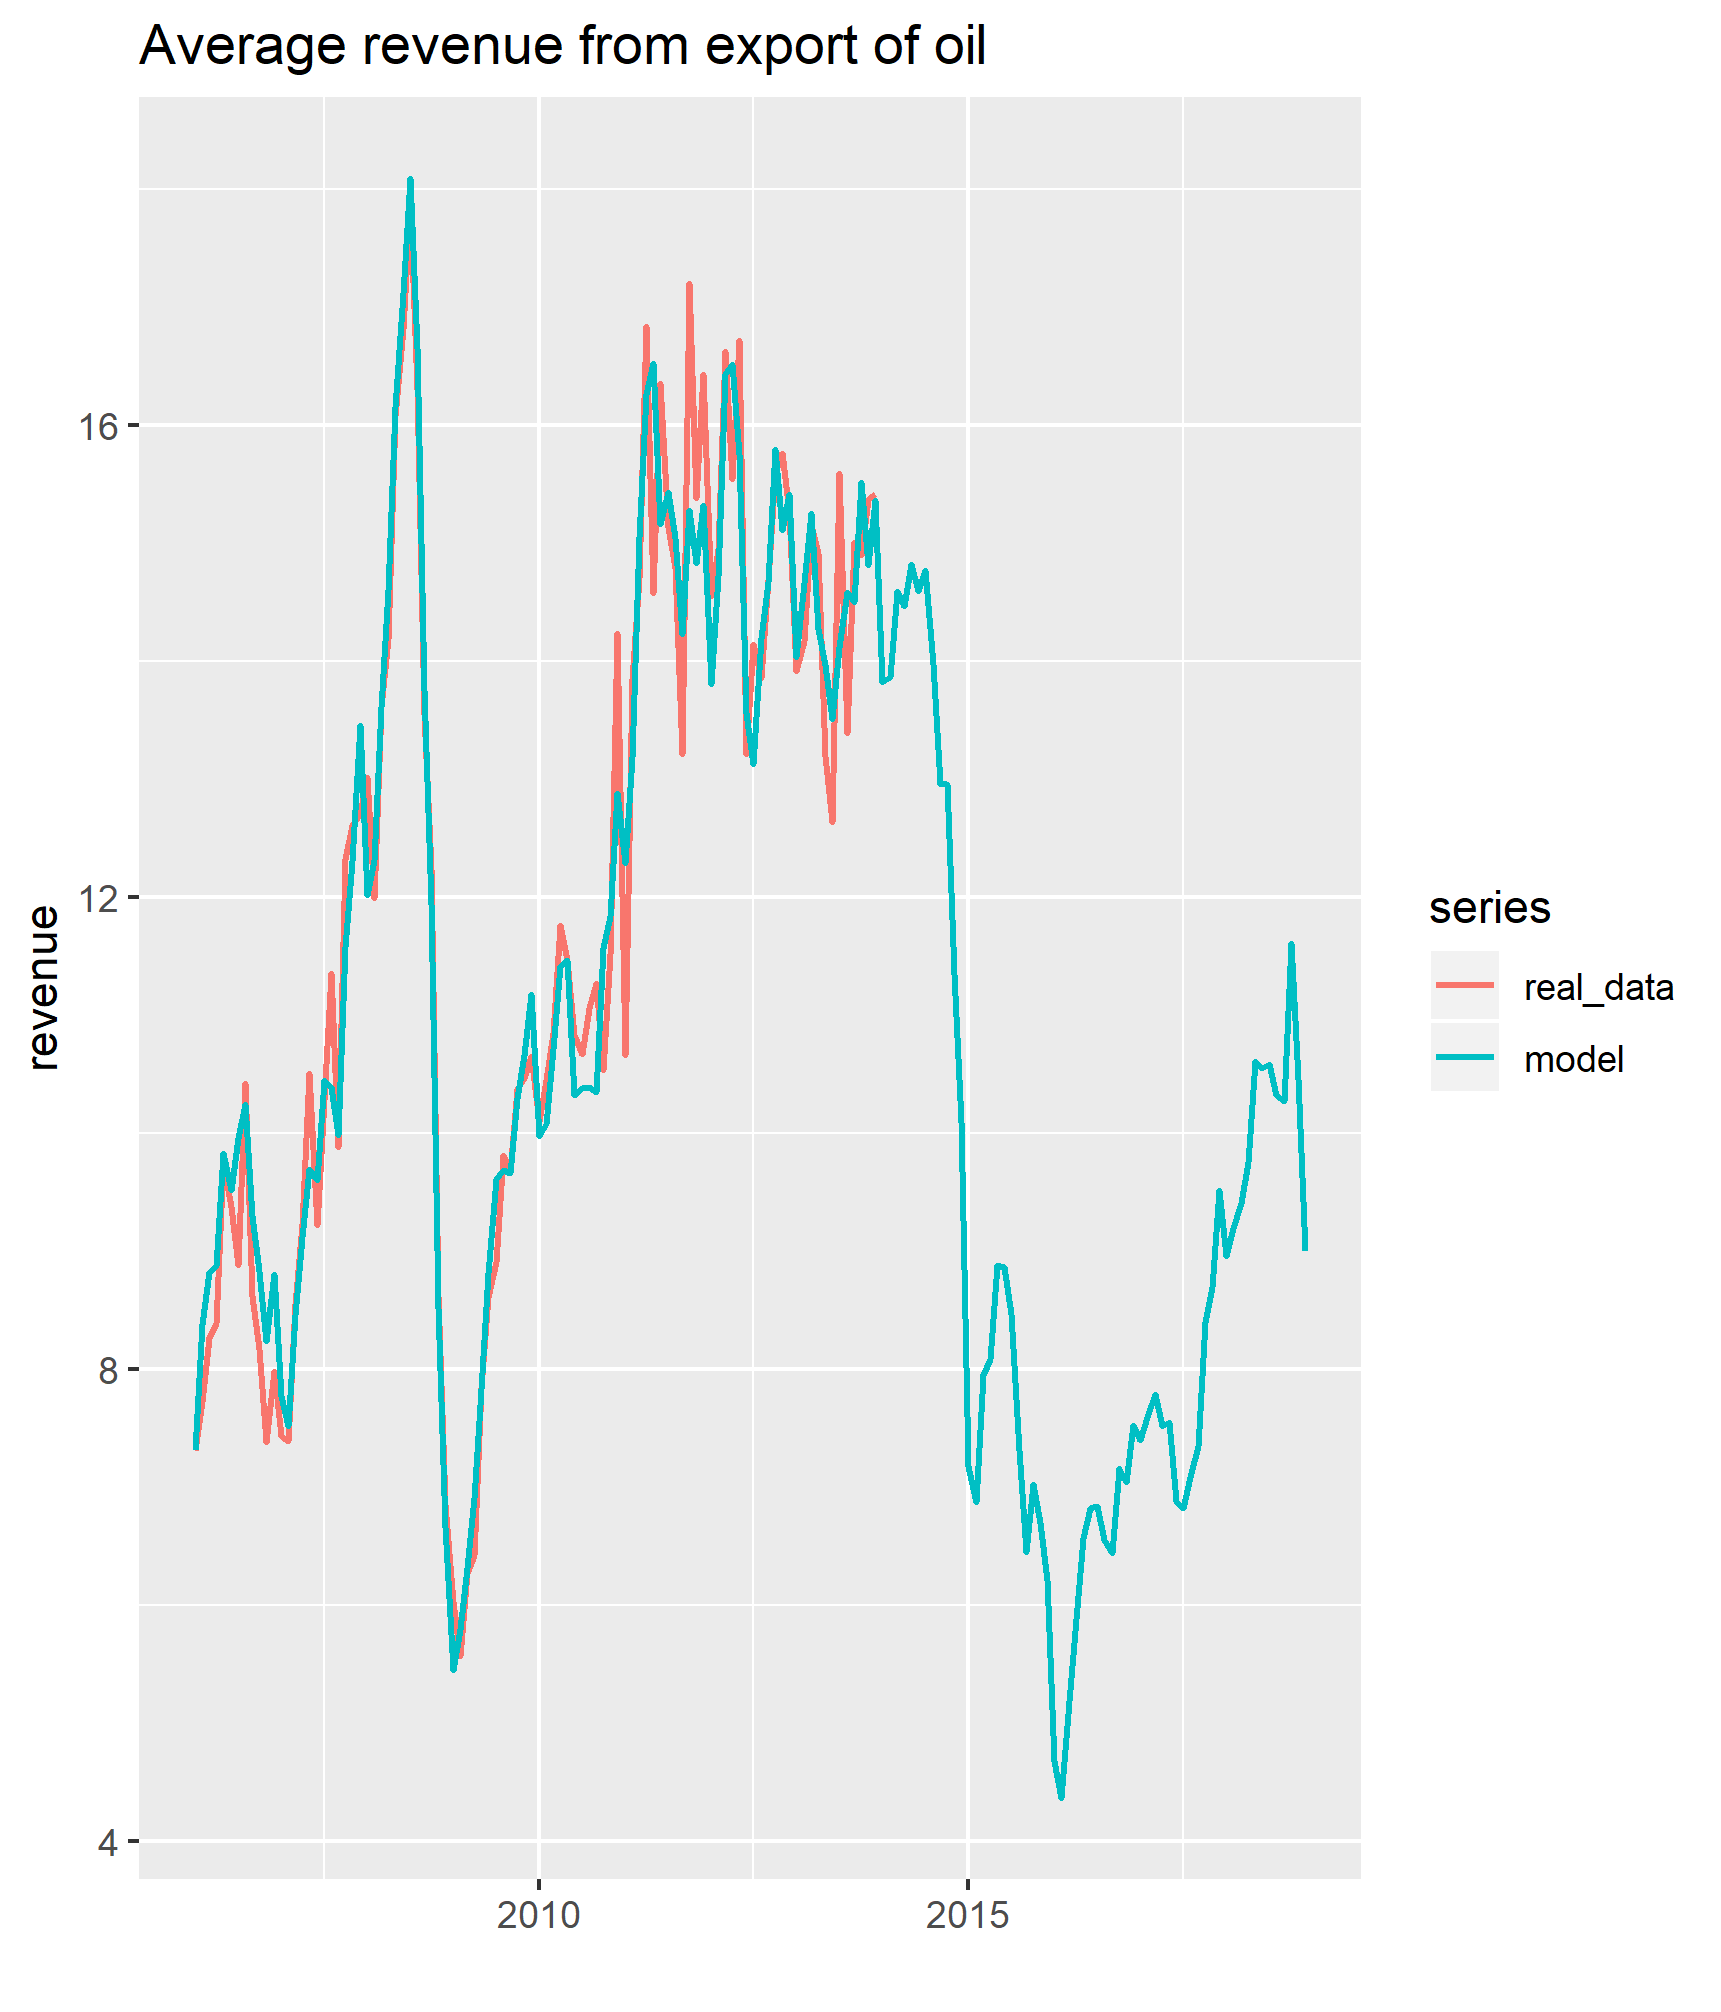 Average revenue from export of oil
16
12
8
4
revenue
2010
2015
series
real_data
model